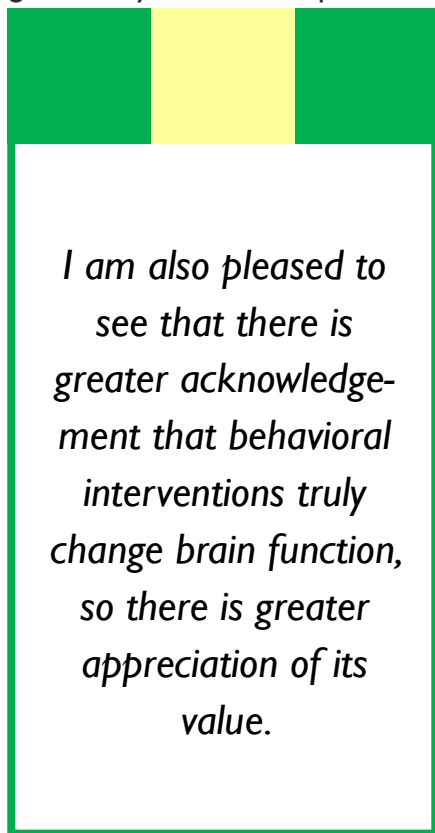 I am also pleased to
see that there is
greater acknowledge-
ment that behavioral
interventions truly
change brain function,
so there is greater
appreciation of its
value.